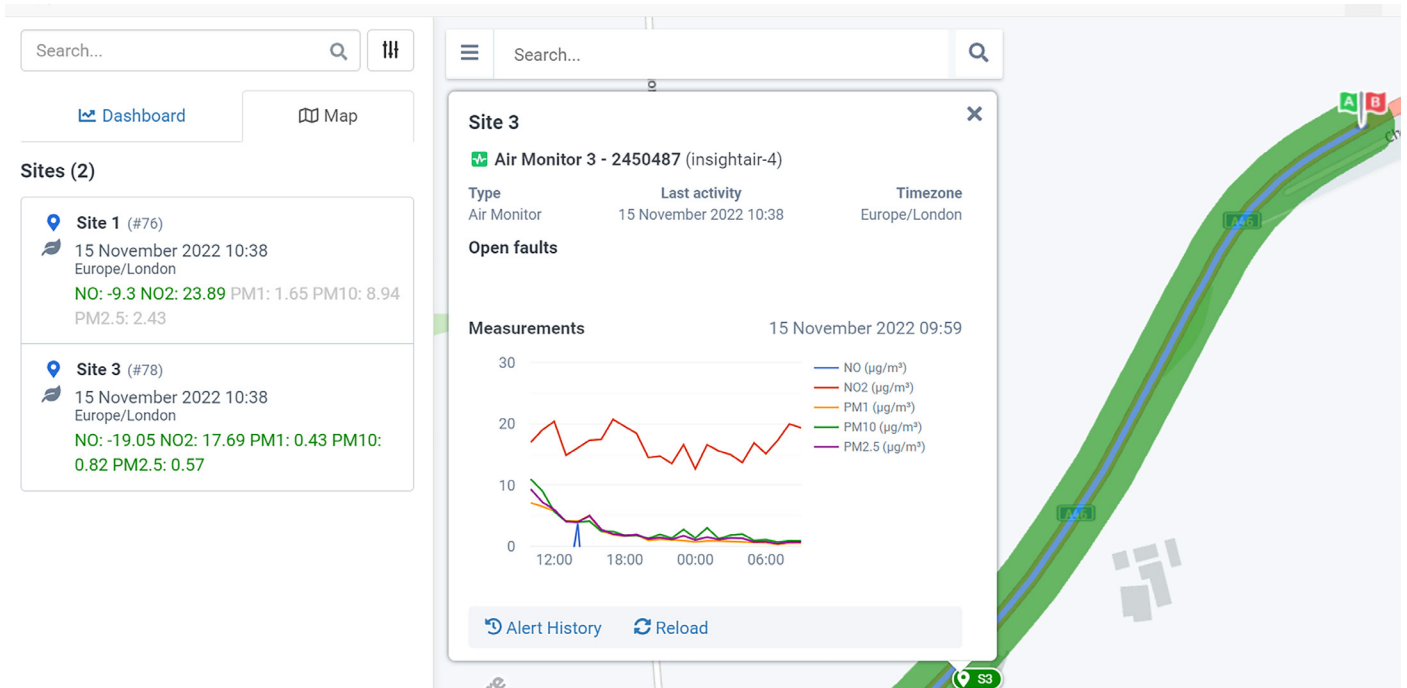 Search...
Dashboard
Map
Sites (2)
Site 1 (#76)
15 November 2022 10:38
Europe/London
NO: -9.3 NO2: 23.89 PM1: 1.65 PM10: 8.94
PM2.5: 2.43
Site 3 (#78)
15 November 2022 10:38
Europe/London
NO: -19.05 NO2: 17.69 PM1: 0.43 PM10:
0.82 PM2.5: 0.57
Search...
Site 3
Air Monitor 3 - 2450487 (insightair-4)
Type Last activity Timezone
Air Monitor 15 November 2022 10:38 Europe/London
Open faults
Measurements 15 November 2022 09:59
30
20
10
0
12:00 18:00 00:00 06:00
NO (µg/m³)
NO2 (µg/m³)
PM1 (µg/m³)
PM10 (µg/m³)
PM2.5 (µg/m³)
Alert History Reload
A B
A46
A46
S3